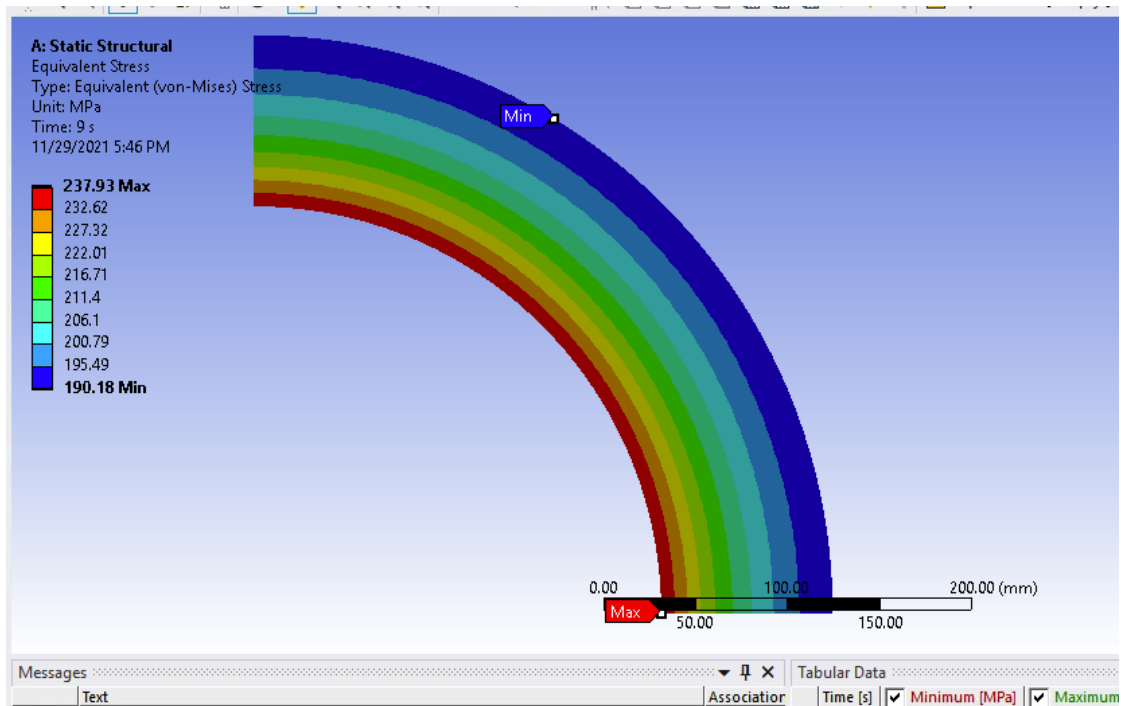 A: Static Structural
Equivalent Stress
Type: Equivalent (von-Mises) Stress
Unit: MPa
Time: 9 s
11/29/2021 5:46 PM
237.93 Max
232.62
227.32
222.01
216.71
211.4
206.1
200.79
195.49
190.18 Min
Min
0.00 100.00 200.00 (mm)
Max
50.00 150.00
Messages
Text Association
Tabular Data
Time [s] Minimum [MPa] Maximum